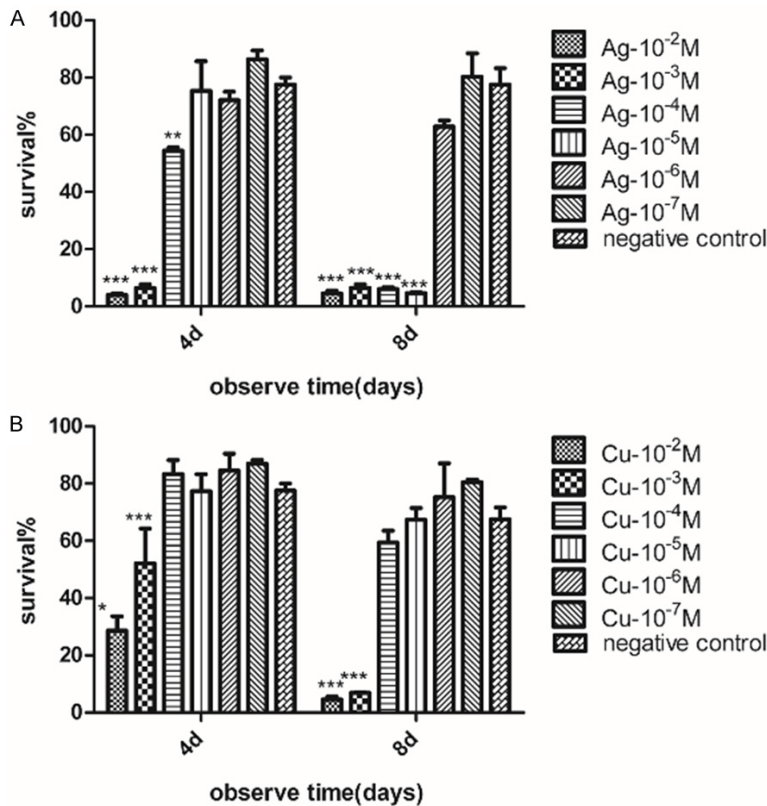 A
100
80
60
40
20
0
survival%
***
***
**
***
***
***
***
4d
8d
observe time(days)
Ag-10⁻²M
Ag-10⁻³M
Ag-10⁻⁴M
Ag-10⁻⁵M
Ag-10⁻⁶M
Ag-10⁻⁷M
negative control
B
100
80
60
40
20
0
survival%
*
***
***
***
4d
8d
observe time(days)
Cu-10⁻²M
Cu-10⁻³M
Cu-10⁻⁴M
Cu-10⁻⁵M
Cu-10⁻⁶M
Cu-10⁻⁷M
negative control